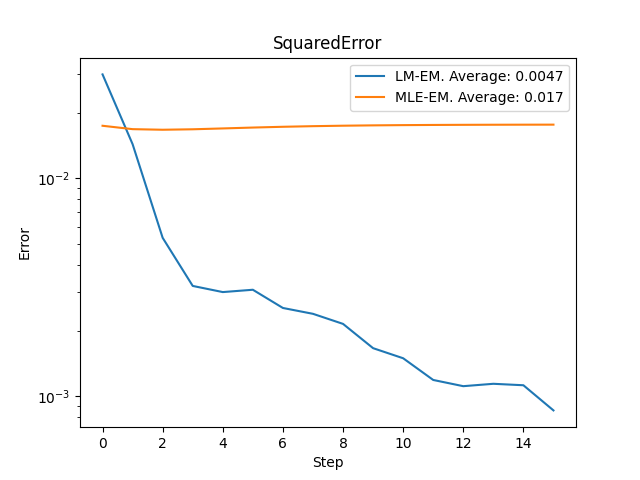 SquaredError
LM-EM. Average: 0.0047
MLE-EM. Average: 0.017
10⁻²
10⁻³
Error
0 2 4 6 8 10 12 14
Step